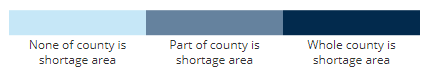 None of county is
shortage area
Part of county is
shortage area
Whole county is
shortage area